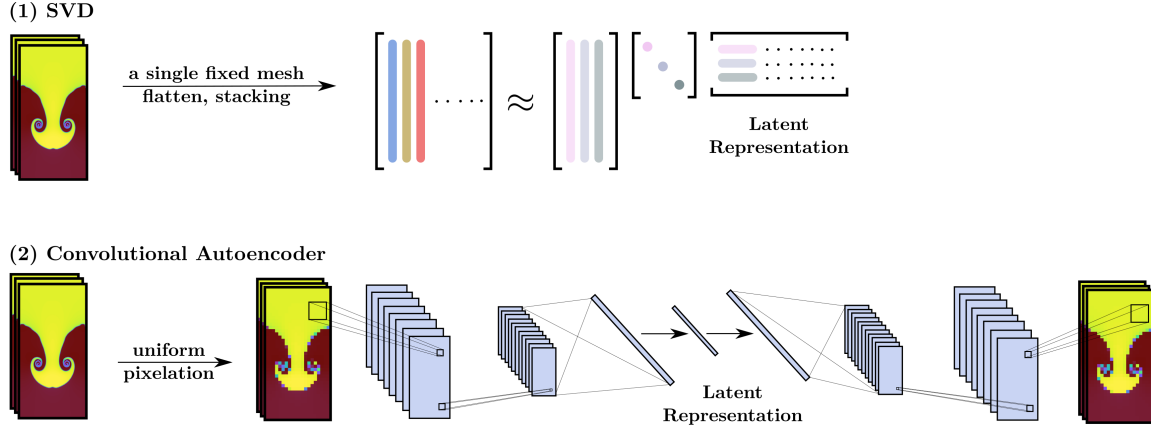 (1) SVD
a single fixed mesh
flatten, stacking
≈
Latent
Representation
(2) Convolutional Autoencoder
uniform
pixelation
Latent
Representation